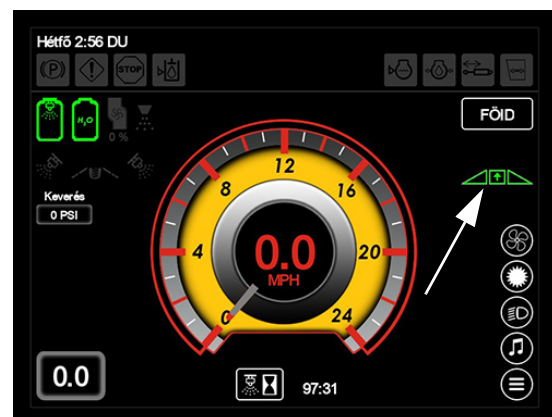 Hétfő 2:56 DU
(P)
STOP
H₂O
0 %
FÖlD
Keverés
0 PSI
12
8
16
4
20
0.0
MPH
0
24
0.0
97:31